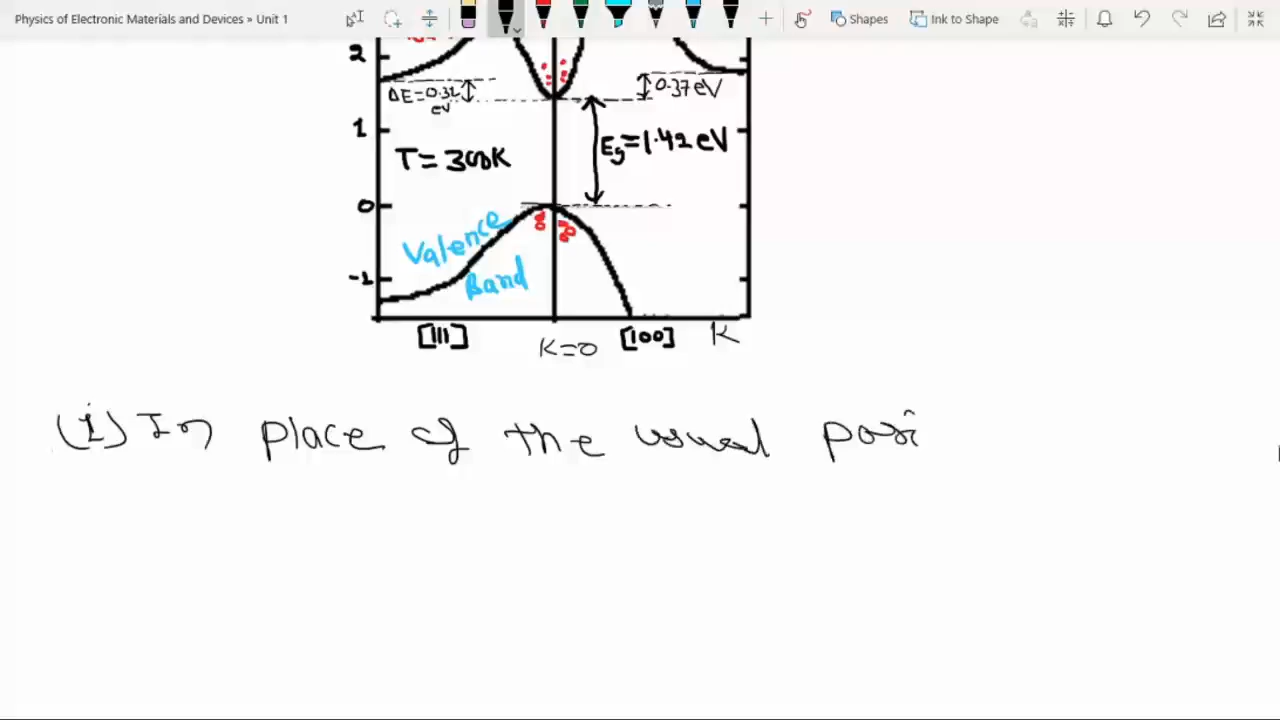 Physics of Electronic Materials and Devices » Unit 1
Shapes
Ink to Shape
2
ΔE=0.32 eV
0.37 eV
1
T= 300K
Eg=1.42 eV
0
Valence
Band
-1
[111]
K=0
[100]
K
(i) In place of the usual posi